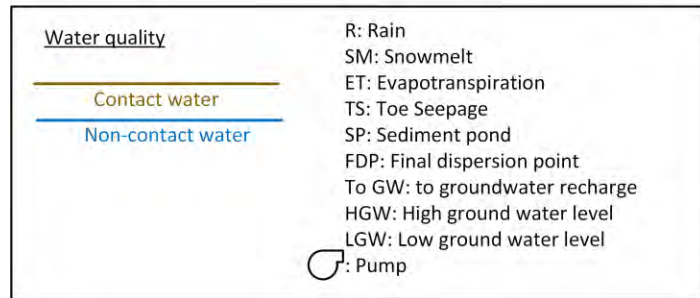 Water quality
Contact water
Non-contact water
R: Rain
SM: Snowmelt
ET: Evapotranspiration
TS: Toe Seepage
SP: Sediment pond
FDP: Final dispersion point
To GW: to groundwater recharge
HGW: High ground water level
LGW: Low ground water level
: Pump